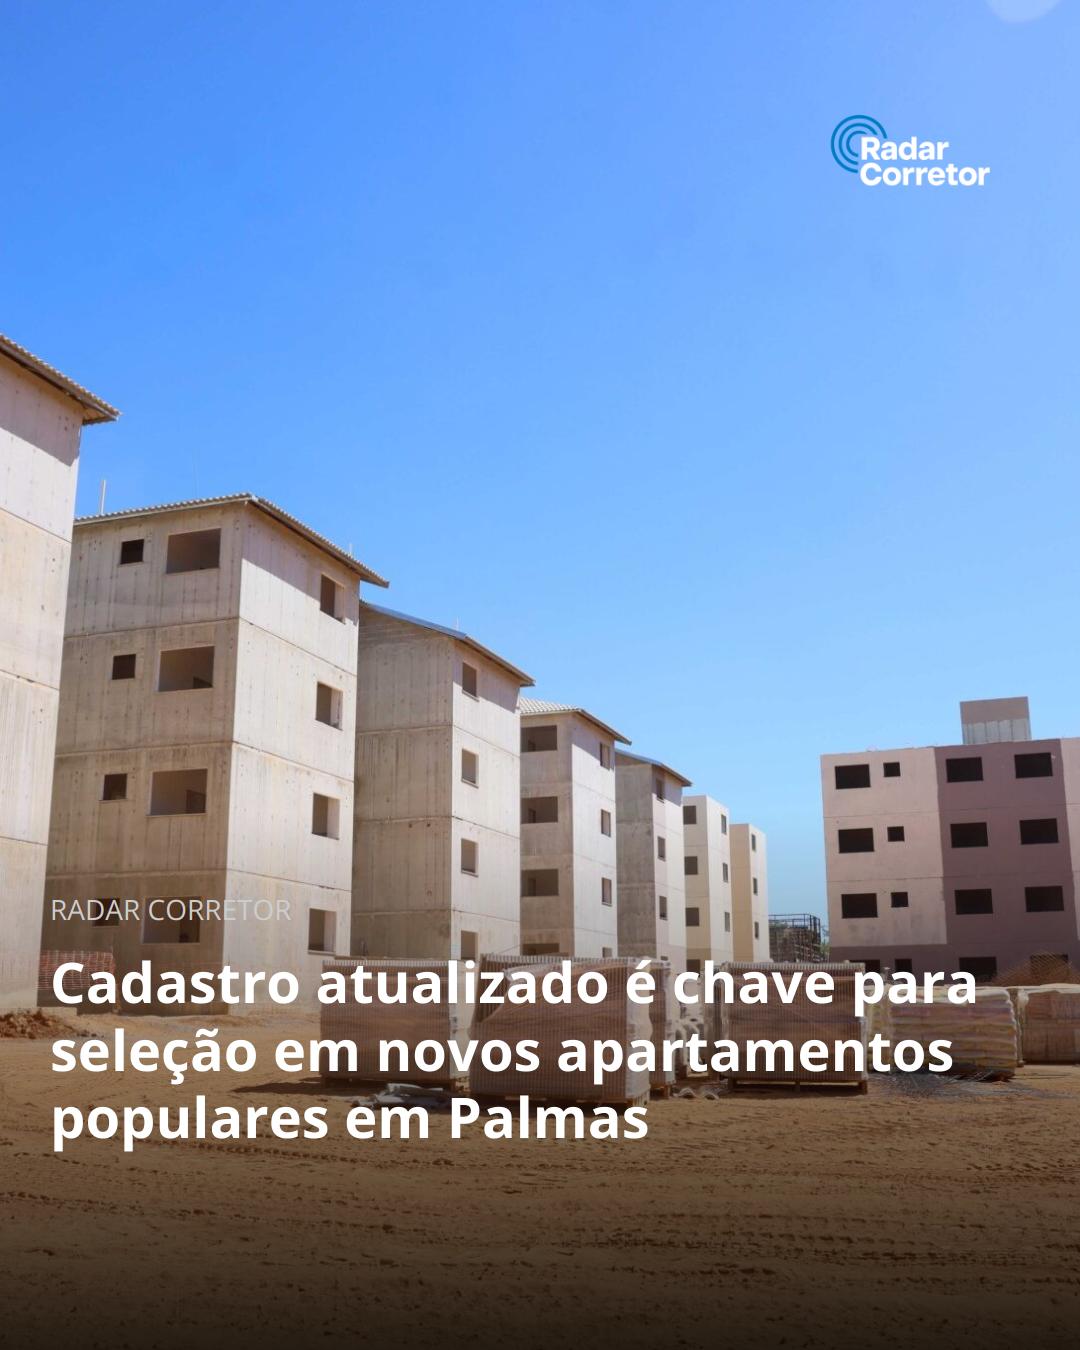 Radar
Corretor
RADAR CORRETOR
Cadastro atualizado é chave para
seleção em novos apartamentos
populares em Palmas